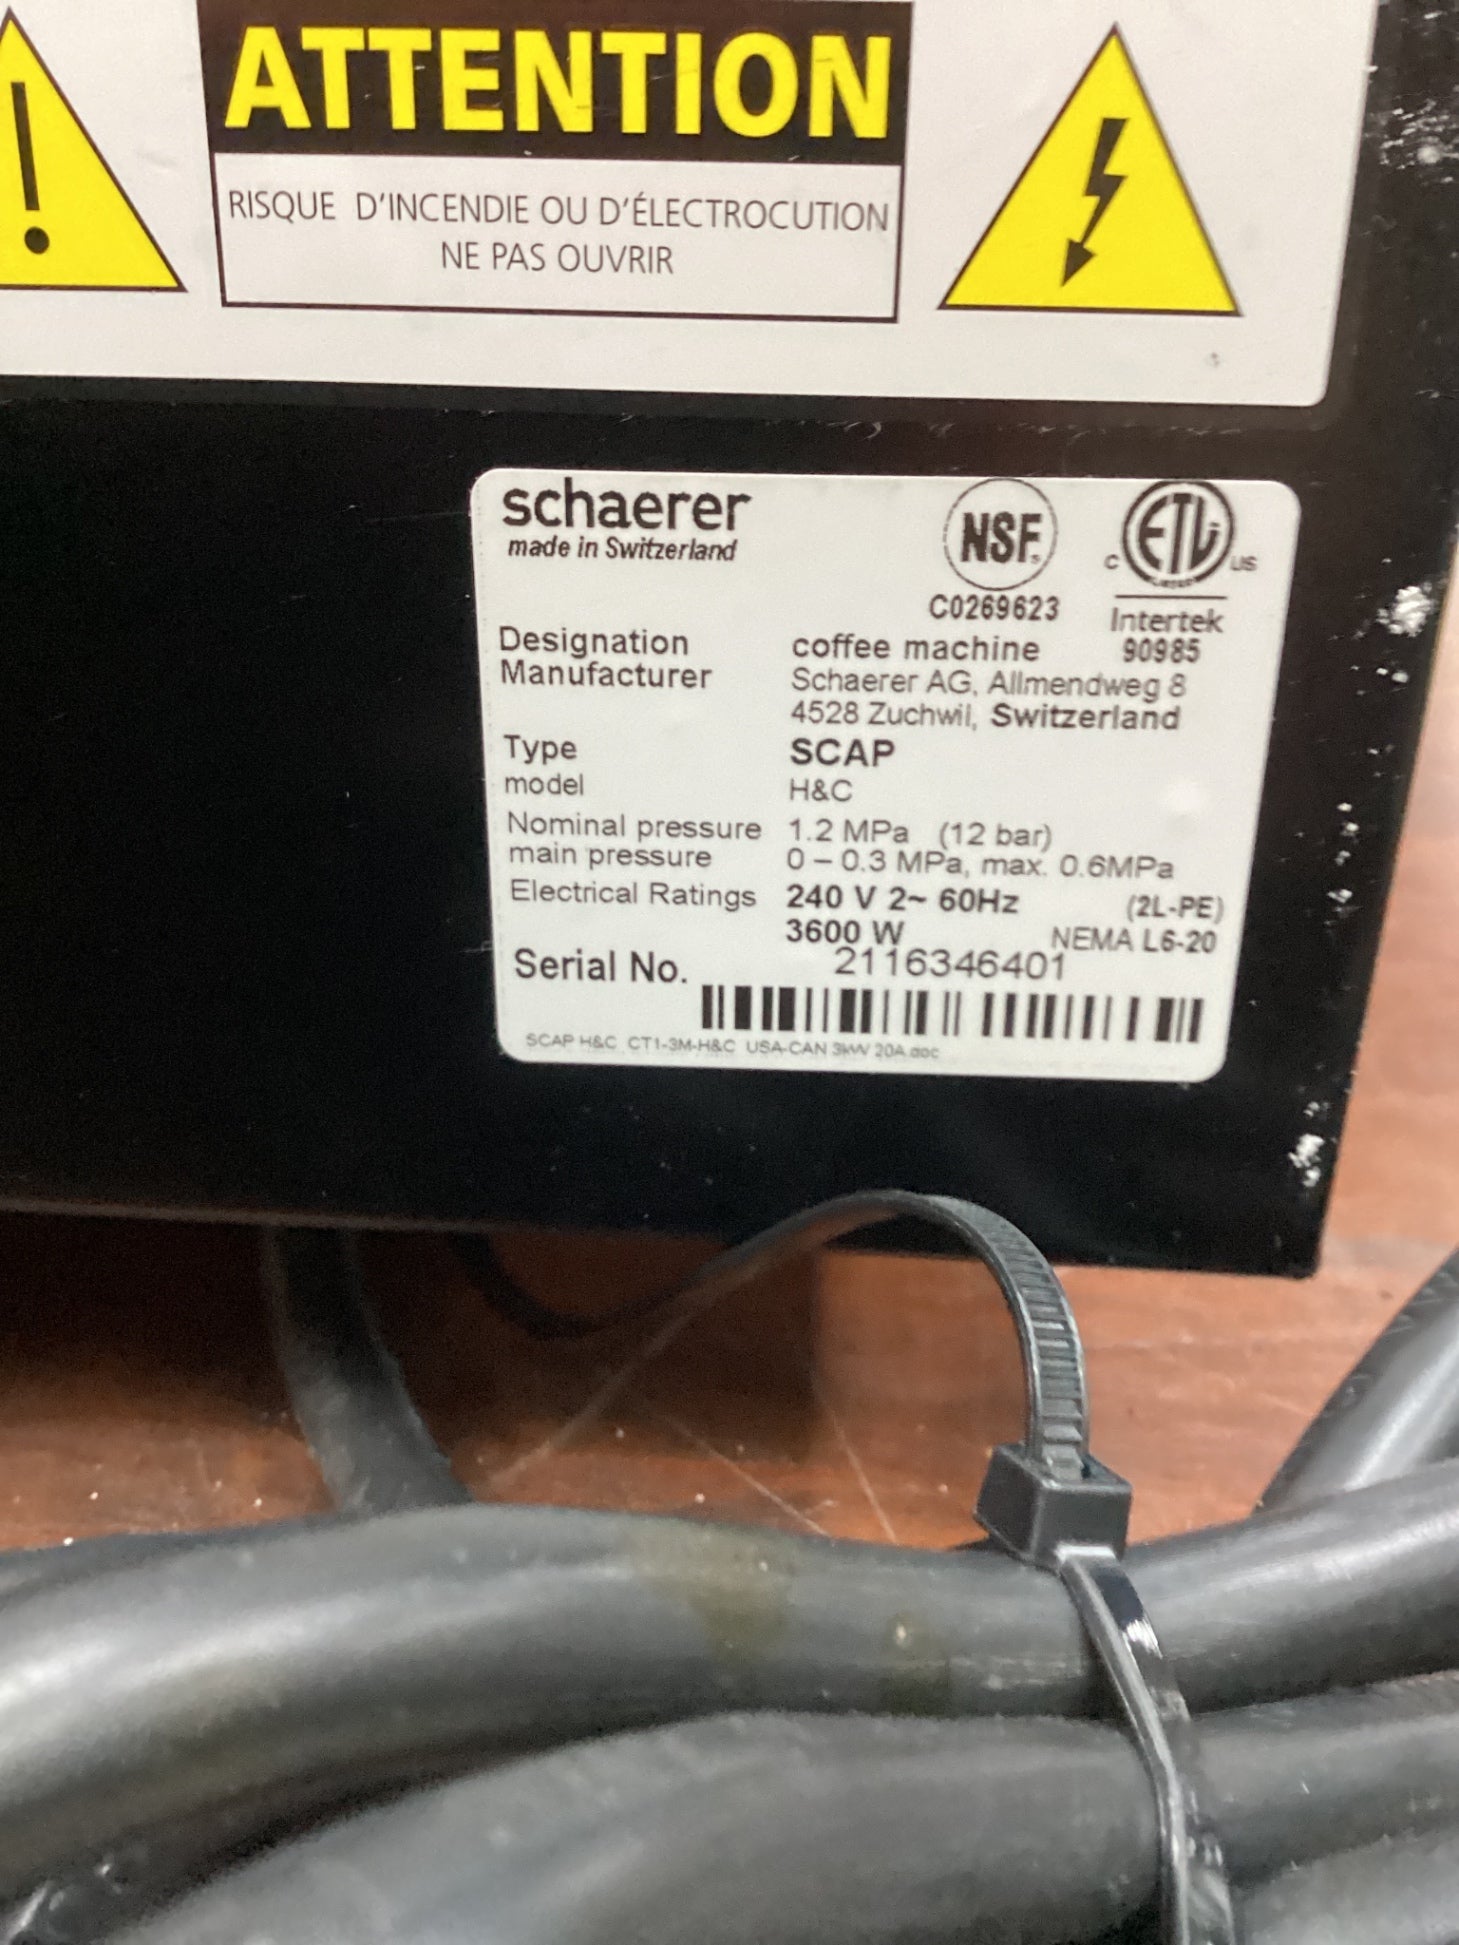 ATTENTION
RISQUE D'INCENDIE OU D'ÉLECTROCUTION
NE PAS OUVRIR
schaerer
made in Switzerland
NSF®
C0269623
C ETL US
LISTED
Intertek
90985
Designation coffee machine
Manufacturer Schaerer AG, Allmendweg 8
4528 Zuchwil, Switzerland
Type SCAP
model H&C
Nominal pressure 1.2 MPa (12 bar)
main pressure 0 – 0.3 MPa, max. 0.6MPa
Electrical Ratings 240 V 2~ 60Hz (2L-PE)
3600 W NEMA L6-20
Serial No. 2116346401
SCAP H&C CT1-3M-H&C USA-CAN 3kW 20A.doc